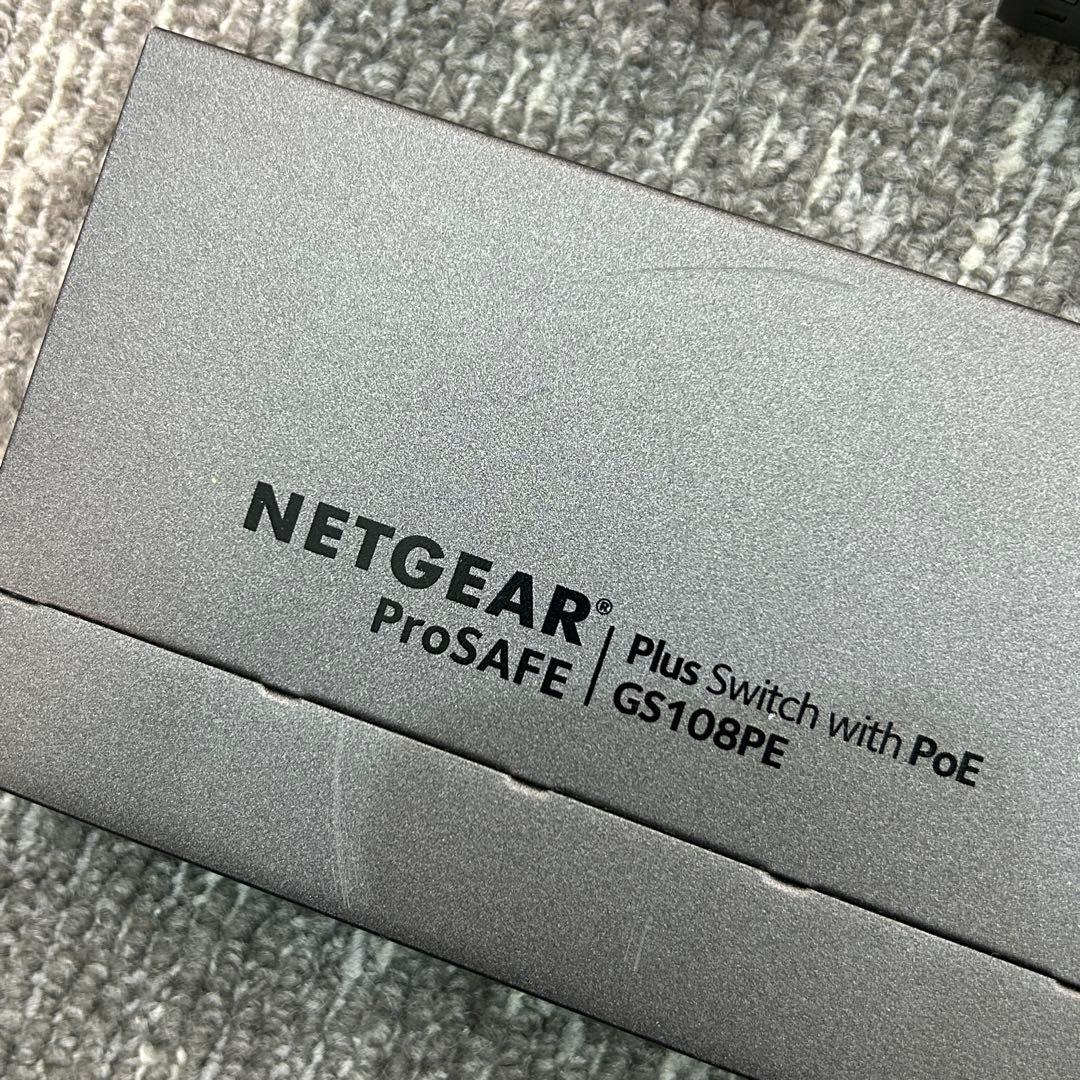 NETGEAR®
ProSAFE
Plus Switch with PoE
GS108PE